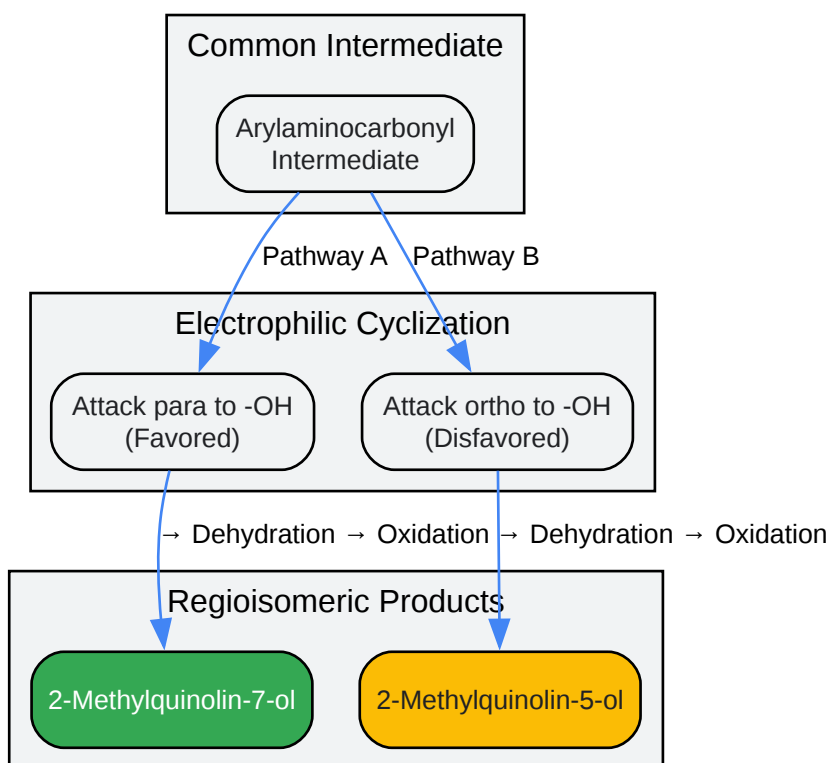 Common Intermediate
Arylaminocarbonyl
Intermediate
Pathway A
Pathway B
Electrophilic Cyclization
Attack para to -OH
(Favored)
Attack ortho to -OH
(Disfavored)
→ Dehydration → Oxidation
→ Dehydration → Oxidation
Regioisomeric Products
2-Methylquinolin-7-ol
2-Methylquinolin-5-ol